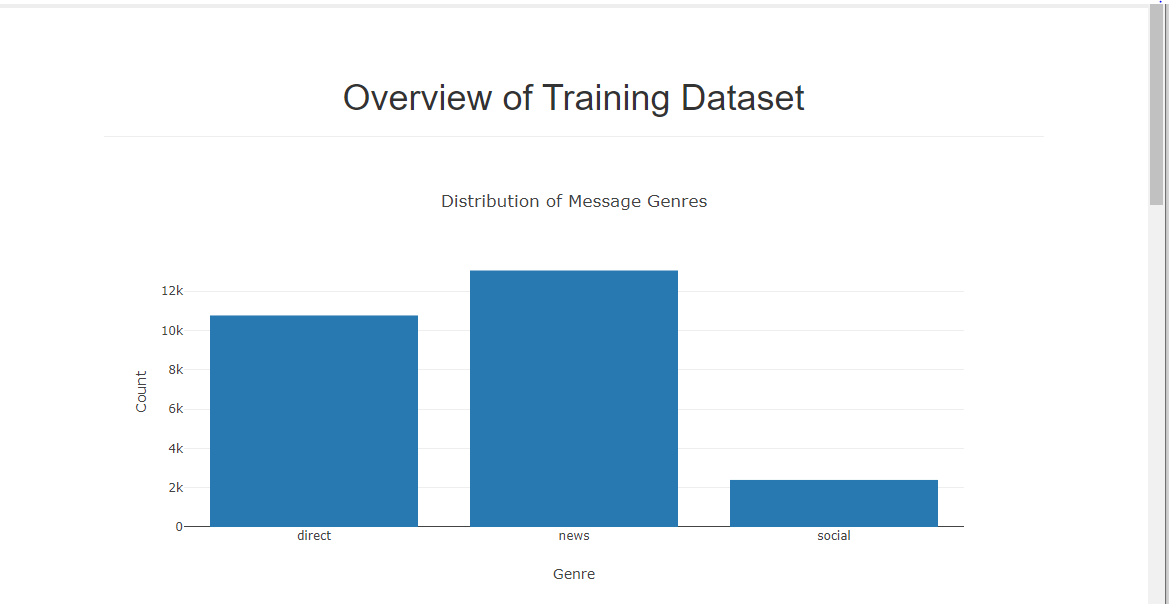 Overview of Training Dataset
Distribution of Message Genres
12k
10k
8k
6k
4k
2k
0
Count
direct news social
Genre